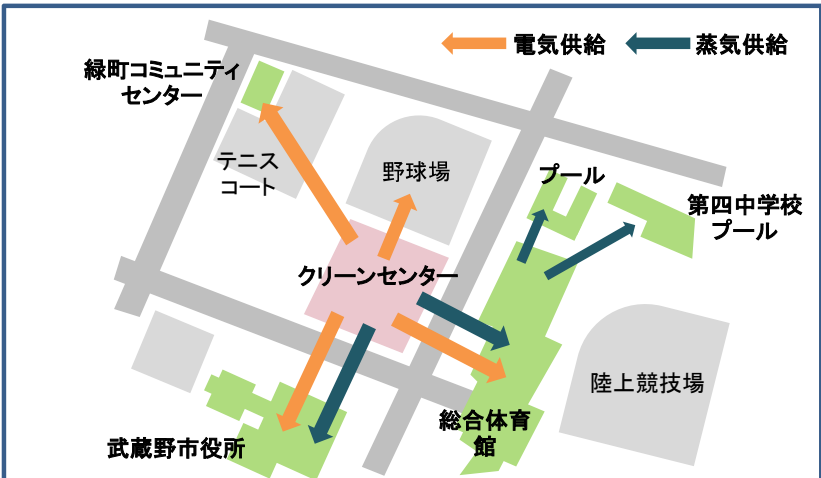 電気供給
蒸気供給
緑町コミュニティ
センター
テニス
コート
野球場
プール
第四中学校
プール
クリーンセンター
陸上競技場
総合体育
館
武蔵野市役所